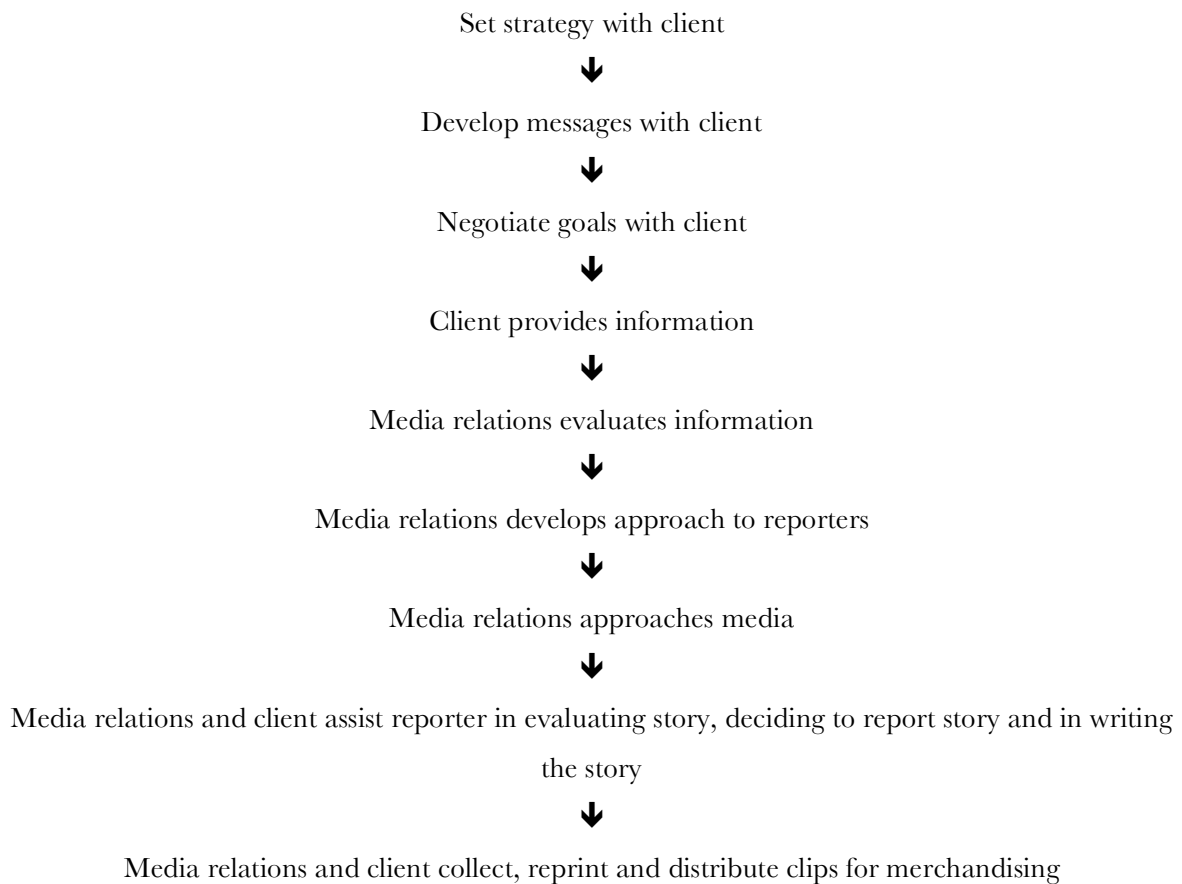 Set strategy with client
🡻
Develop messages with client
🡻
Negotiate goals with client
🡻
Client provides information
🡻
Media relations evaluates information
🡻
Media relations develops approach to reporters
🡻
Media relations approaches media
🡻
Media relations and client assist reporter in evaluating story, deciding to report story and in writing
the story
🡻
Media relations and client collect, reprint and distribute clips for merchandising